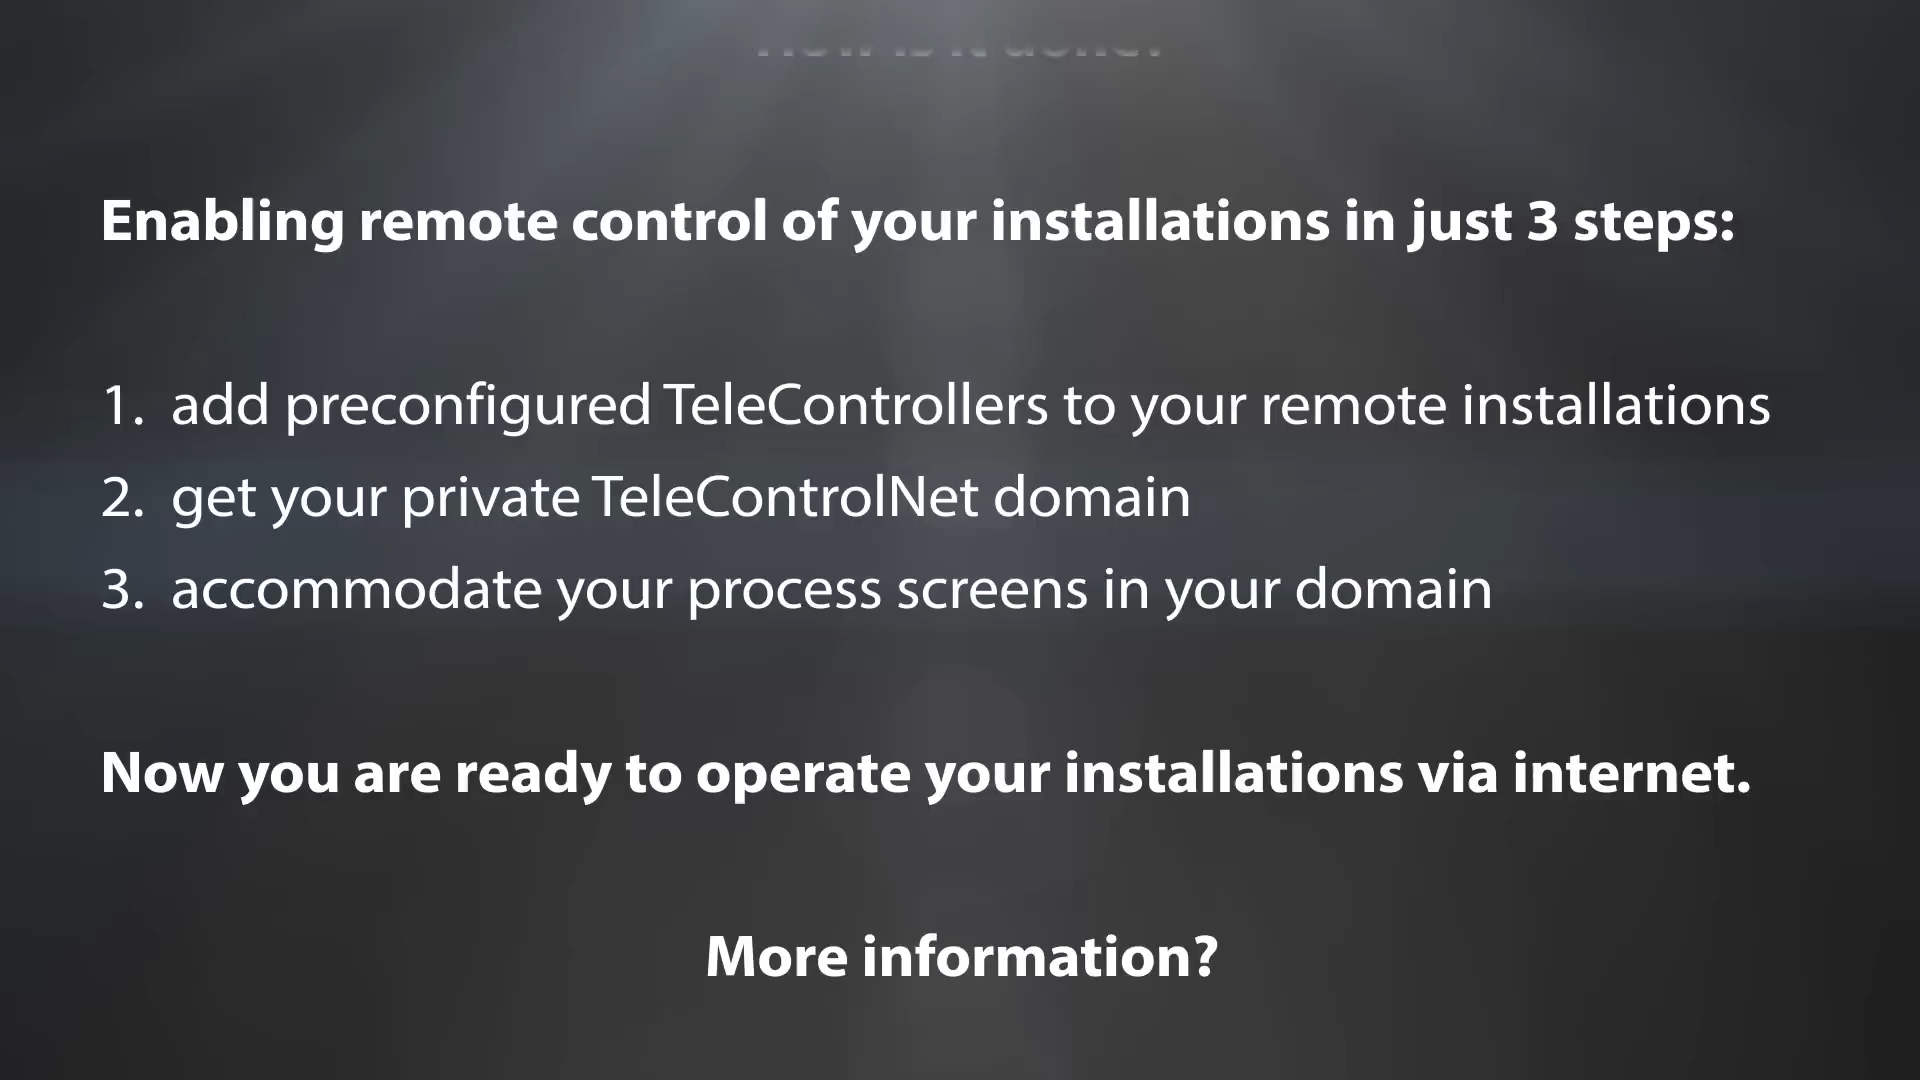 Enabling remote control of your installations in just 3 steps:
1. add preconfigured TeleControllers to your remote installations
2. get your private TeleControlNet domain
3. accommodate your process screens in your domain
Now you are ready to operate your installations via internet.
More information?